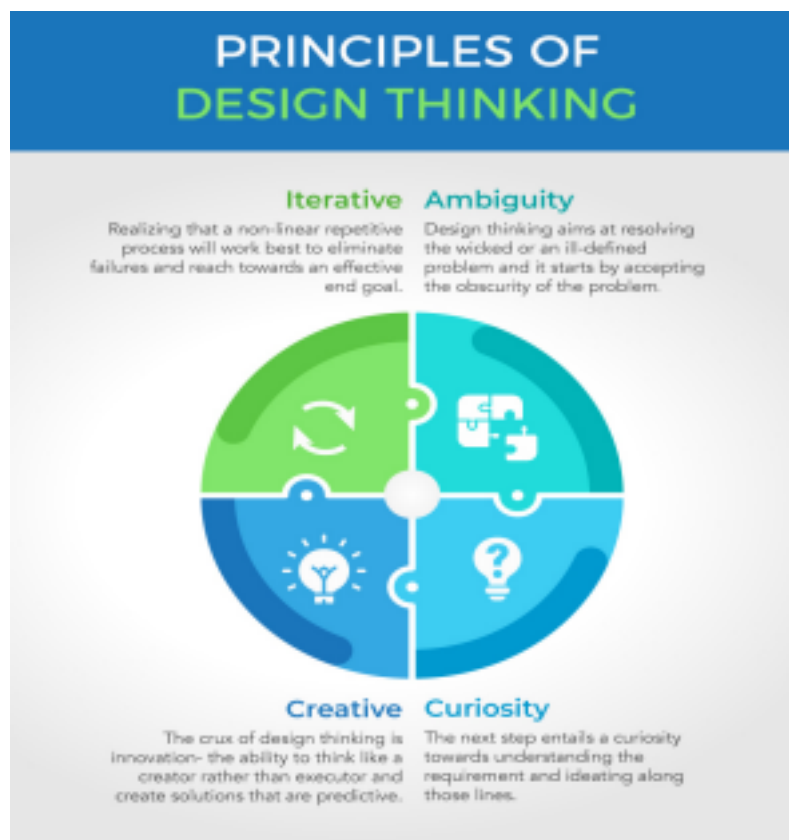 PRINCIPLES OF
DESIGN THINKING
Iterative
Realizing that a non-linear repetitive
process will work best to eliminate
failures and reach towards an effective
end goal.
Ambiguity
Design thinking aims at resolving
the wicked or an ill-defined
problem and it starts by accepting
the obscurity of the problem.
?
Creative
The crux of design thinking is
innovation- the ability to think like a
creator rather than executor and
create solutions that are predictive.
Curiosity
The next step entails a curiosity
towards understanding the
requirement and ideating along
those lines.